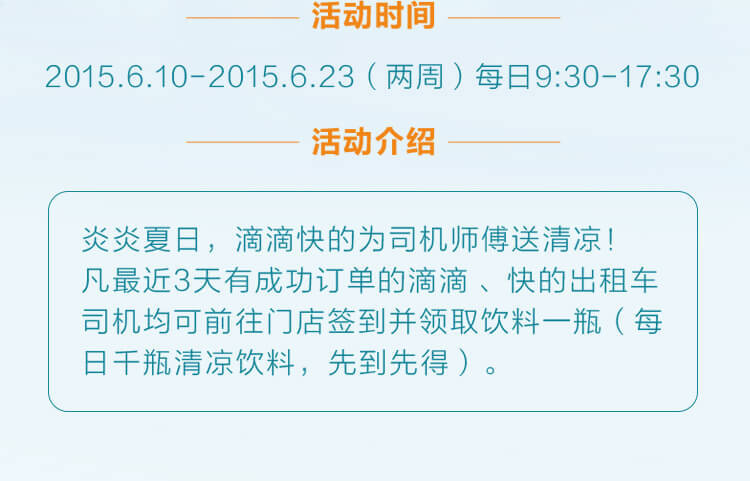 活动时间
2015.6.10-2015.6.23（两周）每日9:30-17:30
活动介绍
炎炎夏日，滴滴快的为司机师傅送清凉！
凡最近3天有成功订单的滴滴、快的出租车
司机均可前往门店签到并领取饮料一瓶（每
日千瓶清凉饮料，先到先得）。